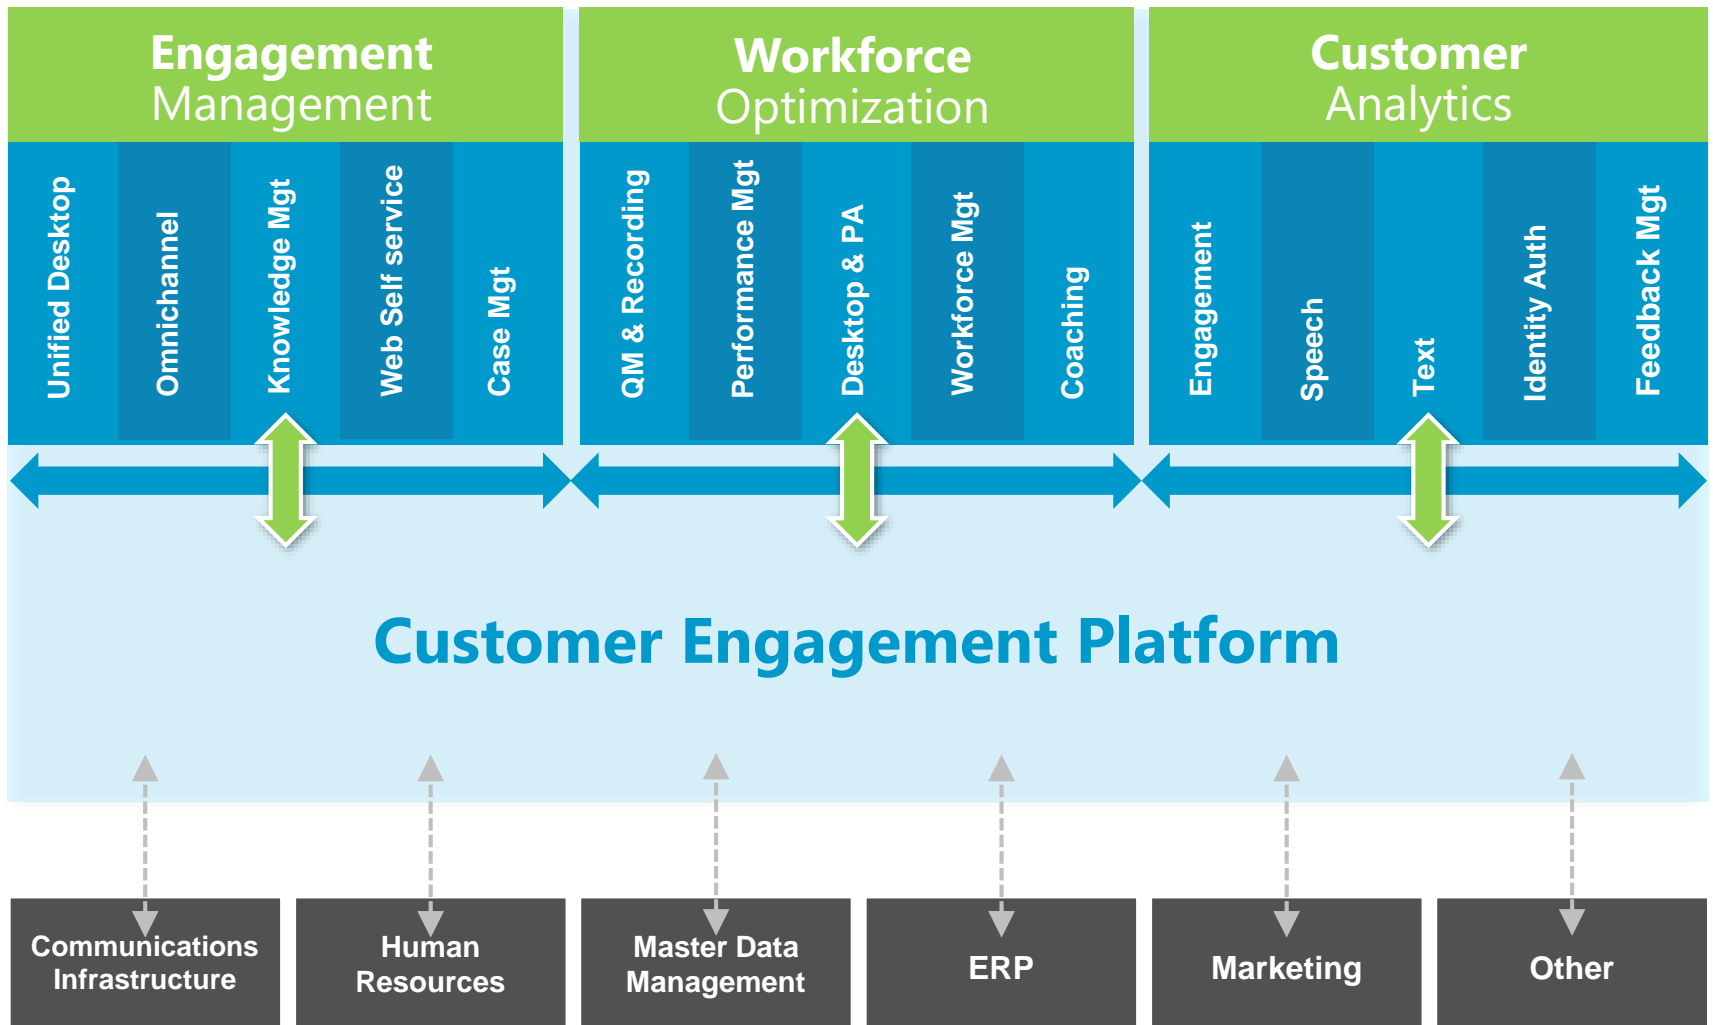 Engagement
Management
Workforce
Optimization
Customer
Analytics
Unified Desktop
Omnichannel
Knowledge Mgt
Web Self service
Case Mgt
QM & Recording
Performance Mgt
Desktop & PA
Workforce Mgt
Coaching
Engagement
Speech
Text
Identity Auth
Feedback Mgt
Customer Engagement Platform
Communications
Infrastructure
Human
Resources
Master Data
Management
ERP
Marketing
Other